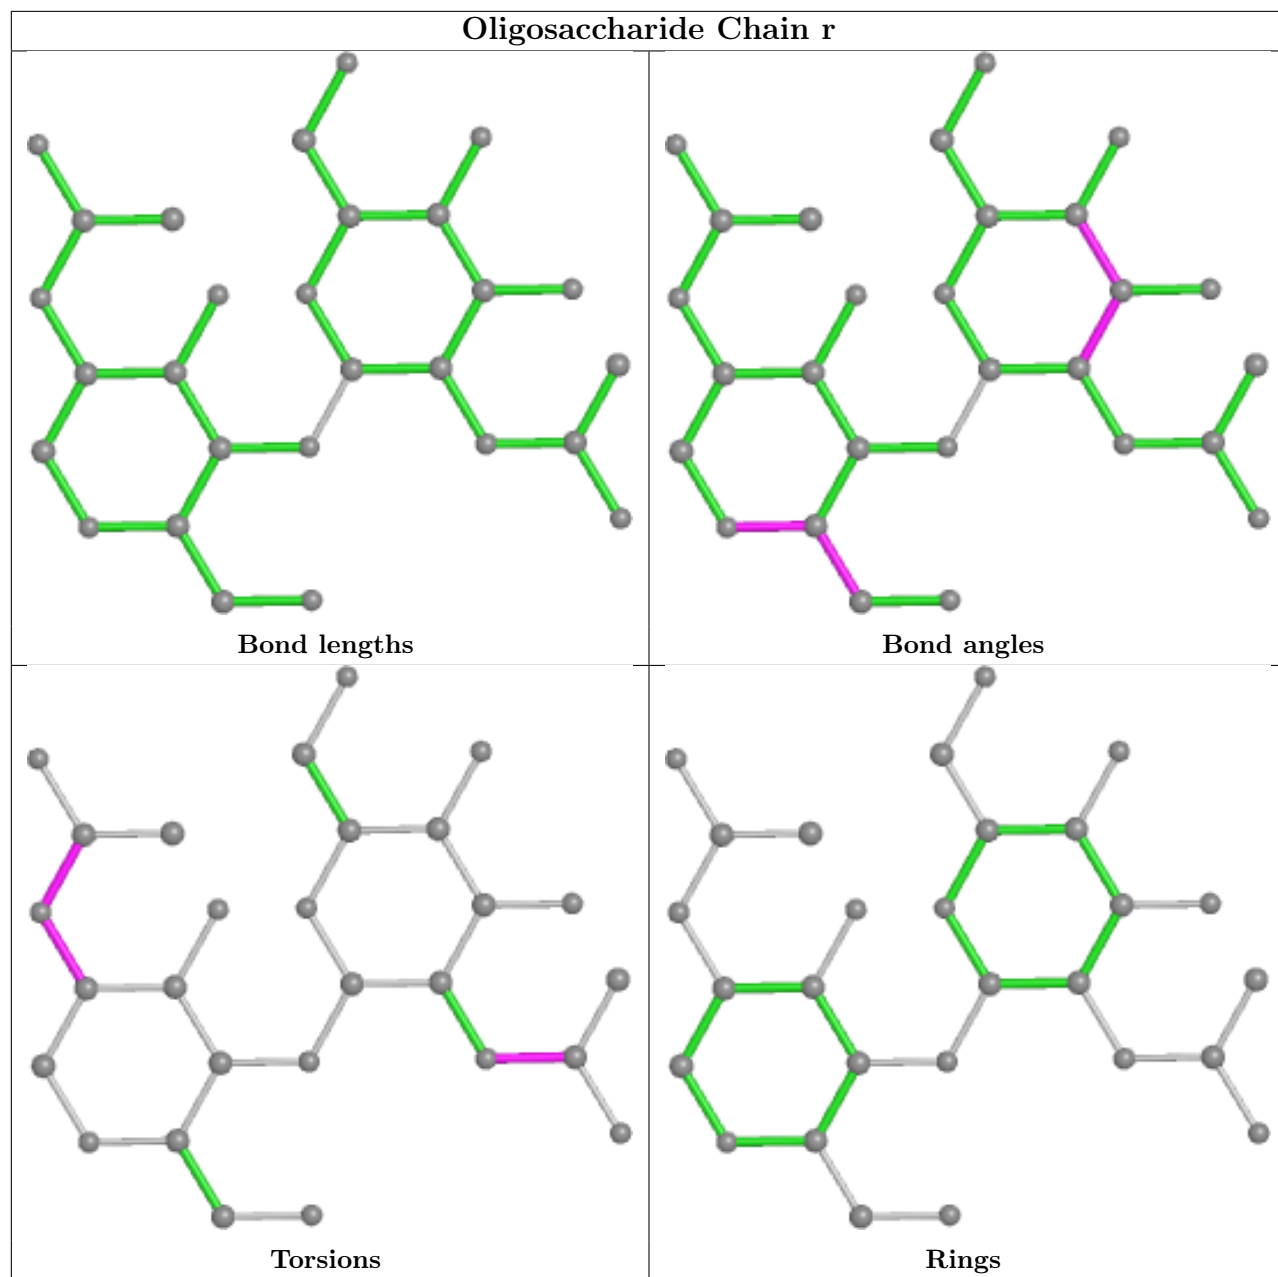 Oligosaccharide Chain r
Bond lengths
Bond angles
Torsions
Rings